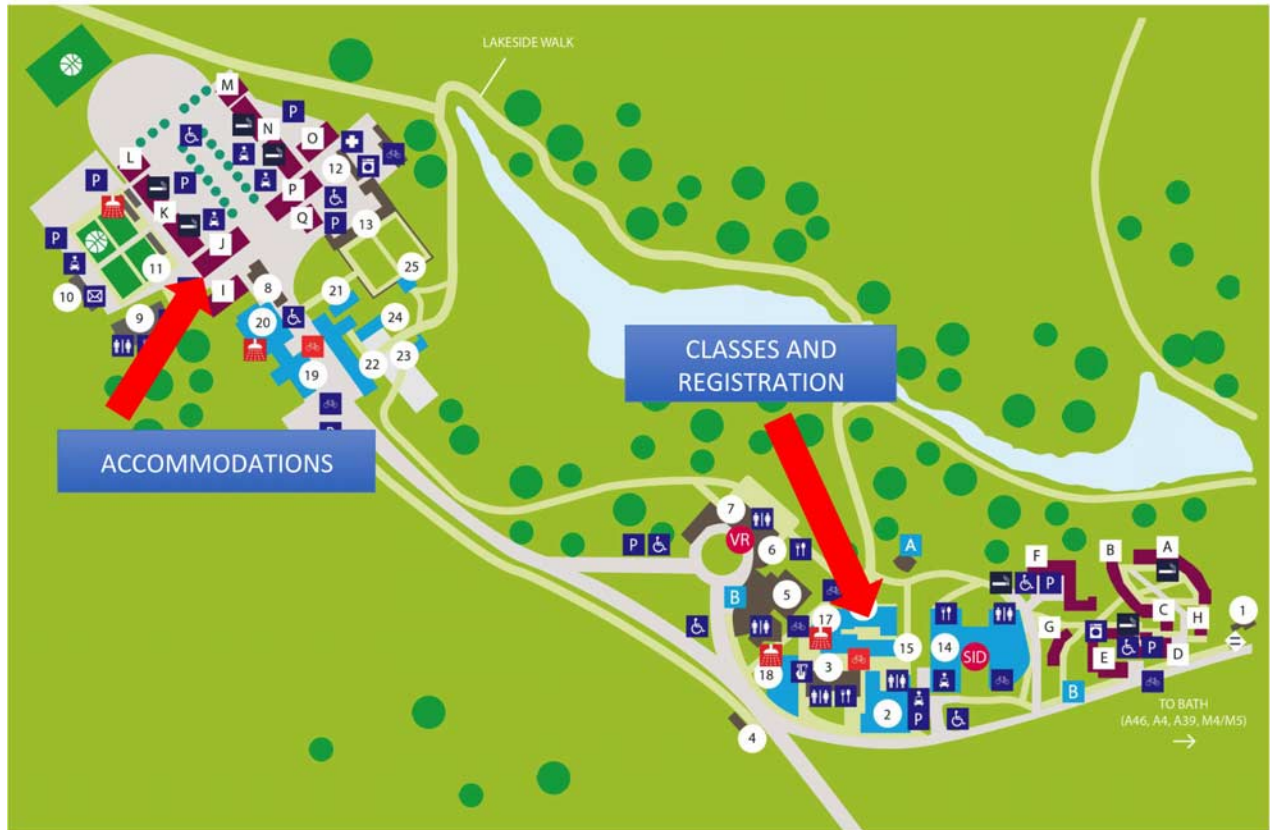 LAKESIDE WALK
M
P
N
O
L
12
P
P
P
K
Q
P
13
J
P
11
25
I
8
10
21
9
20
24
22
23
19
CLASSES AND
REGISTRATION
ACCOMMODATIONS
7
VR
P
6
A
F
B
A
P
5
B
1
17
C
H
G
15
14
SID
P
D
E
3
18
B
2
P
4
TO BATH
(A46, A4, A39, M4/M5)